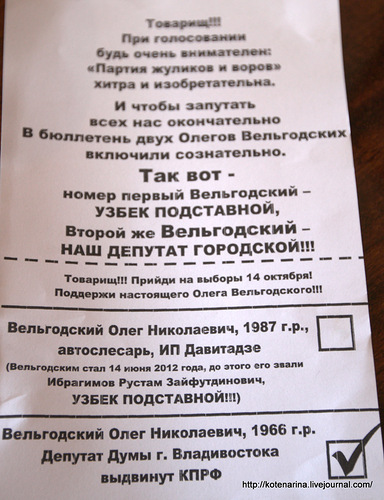 Товарищ!!!
При голосовании
будь очень внимателен:
«Партия жуликов и воров»
хитра и изобретательна.
И чтобы запутать
всех нас окончательно
В бюллетень двух Олегов Вельгодских
включили сознательно.
Так вот -
номер первый Вельгодский –
УЗБЕК ПОДСТАВНОЙ,
Второй же Вельгодский –
НАШ ДЕПУТАТ ГОРОДСКОЙ!!!
Товарищ!!! Прийди на выборы 14 октября!
Поддержи настоящего Олега Вельгодского!!!
Вельгодский Олег Николаевич, 1987 г.р.,
автослесарь, ИП Давитадзе
(Вельгодским стал 14 июня 2012 года, до этого его звали
Ибрагимов Рустам Зайфутдинович,
УЗБЕК ПОДСТАВНОЙ!!!)
Вельгодский Олег Николаевич, 1966 г.р.
Депутат Думы г. Владивостока
выдвинут КПРФ
http://kotenarina.livejournal.com/